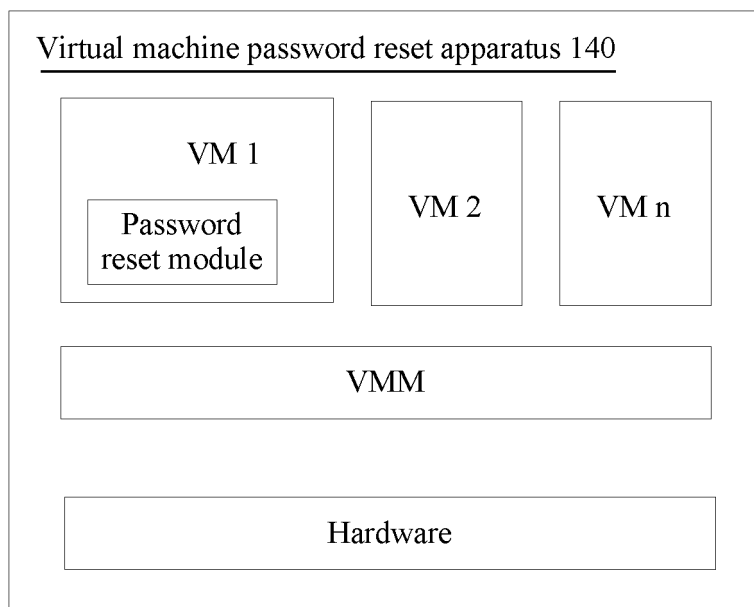 Virtual machine password reset apparatus 140
VM 1
Password
reset module
VM 2
VM n
VMM
Hardware